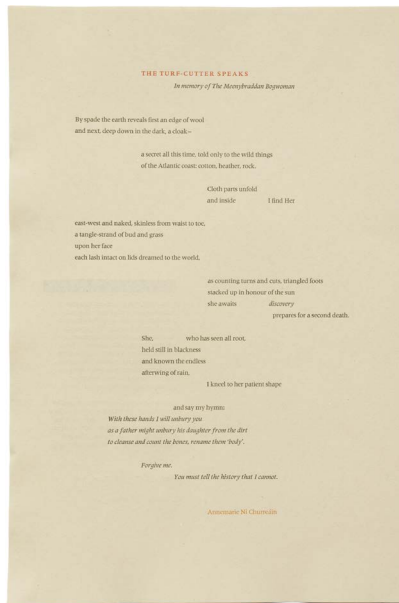 THE TURF-CUTTER SPEAKS
In memory of The Meenybraddan Bogwoman
By spade the earth reveals first an edge of wool
and next, deep down in the dark, a cloak–
a secret all this time, told only to the wild things
of the Atlantic coast: cotton, heather, rock.
Cloth parts unfold
and inside I find Her
east-west and naked, skinless from waist to toe,
a tangle-strand of bud and grass
upon her face
each lash intact on lids dreamed to the world,
as counting turns and cuts, triangled foots
stacked up in honour of the sun
she awaits discovery
prepares for a second death.
She, who has seen all root,
held still in blackness
and known the endless
afterwing of rain,
I kneel to her patient shape
and say my hymn:
With these hands I will unbury you
as a father might unbury his daughter from the dirt
to cleanse and count the bones, rename them 'body'.
Forgive me.
You must tell the history that I cannot.
Annemarie Ní Churreáin